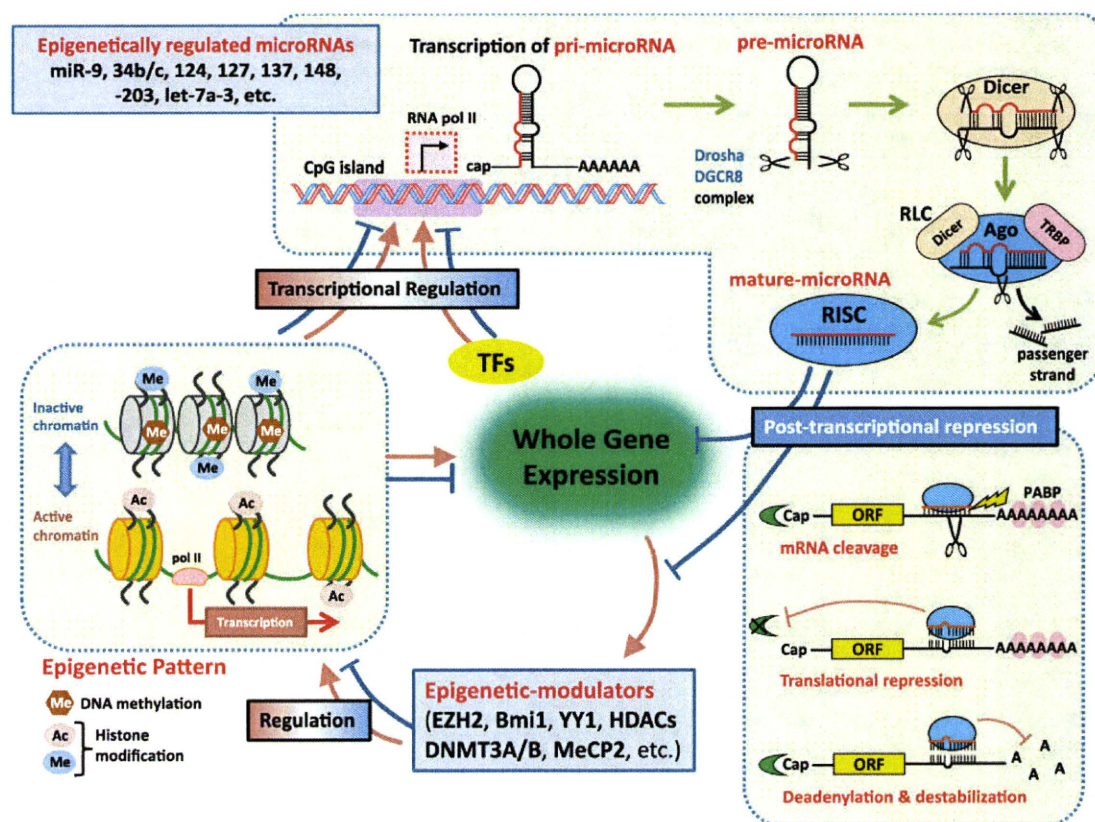 Epigenetically regulated microRNAs
miR-9, 34b/c, 124, 127, 137, 148,
-203, let-7a-3, etc.
Transcription of pri-microRNA
pre-microRNA
Dicer
RNA pol II
CpG island
cap
AAAAAA
Drosha
DGCR8
complex
RLC
Dicer
Ago
TRBP
mature-microRNA
RISC
passenger
strand
Transcriptional Regulation
TFs
Whole Gene
Expression
Post-transcriptional repression
Inactive
chromatin
Me
Me
Me
Me
Me
Me
Active
chromatin
Ac
Ac
Ac
pol II
Transcription
Epigenetic Pattern
Me DNA methylation
Ac
Me
Histone
modification
Regulation
Epigenetic-modulators
(EZH2, Bmi1, YY1, HDACs
DNMT3A/B, MeCP2, etc.)
PABP
Cap
ORF
AAAAAAAA
mRNA cleavage
Cap
ORF
AAAAAAAA
Translational repression
Cap
ORF
A
A
A
A
A
Deadenylation & destabilization